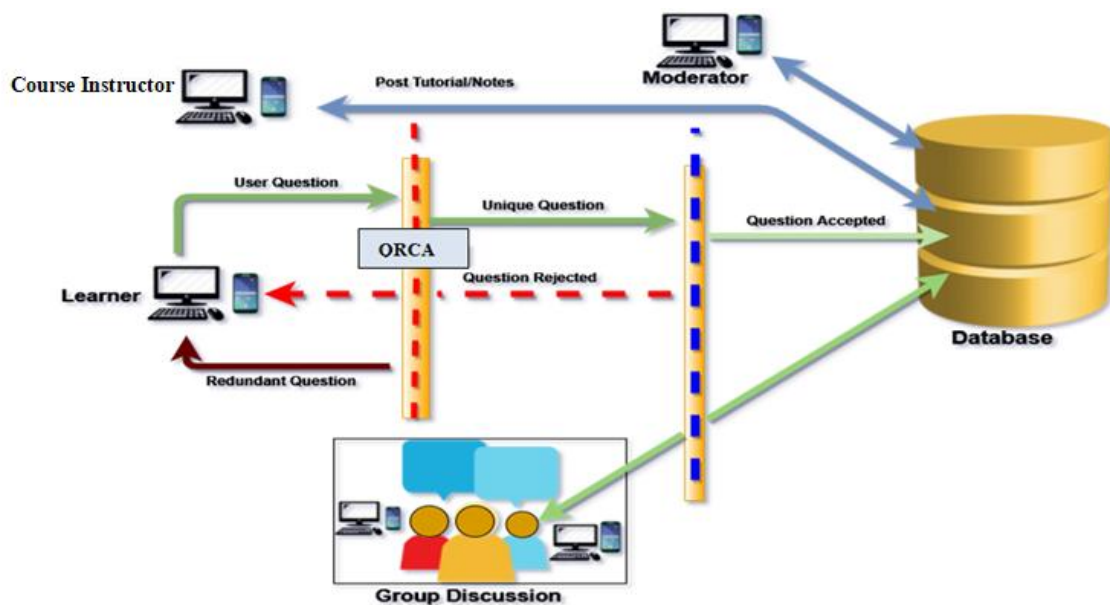 Moderator
Course Instructor
Post Tutorial/Notes
User Question
Unique Question
Question Accepted
QRCA
Question Rejected
Learner
Database
Redundant Question
Group Discussion